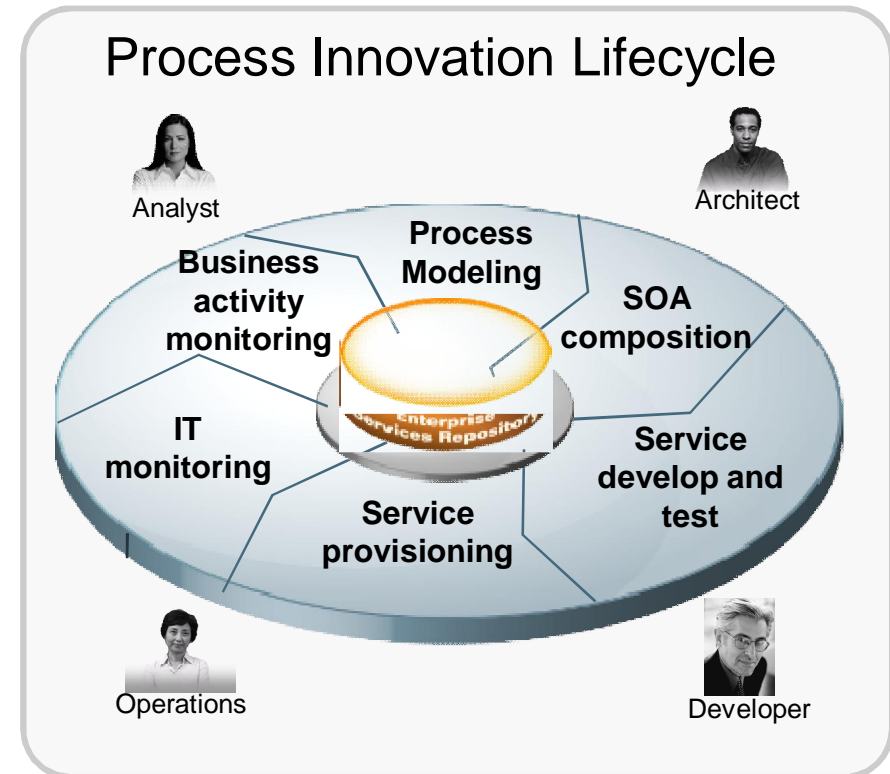 Process Innovation Lifecycle
Analyst
Architect
Process
Modeling
Business
activity
monitoring
SOA
composition
IT
monitoring
Enterprise
Services Repository
Service
develop and
test
Service
provisioning
Operations
Developer